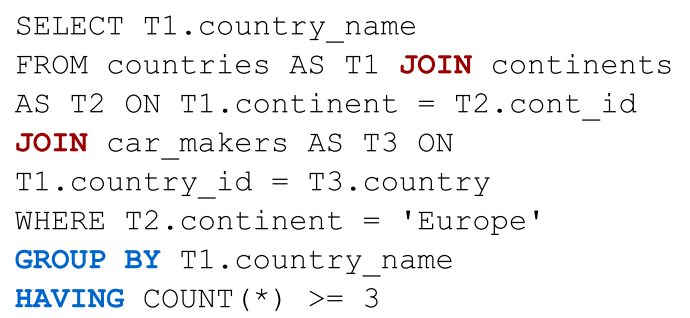 SELECT T1.country_name
FROM countries AS T1 JOIN continents
AS T2 ON T1.continent = T2.cont_id
JOIN car_makers AS T3 ON
T1.country_id = T3.country
WHERE T2.continent = 'Europe'
GROUP BY T1.country_name
HAVING COUNT(*) >= 3